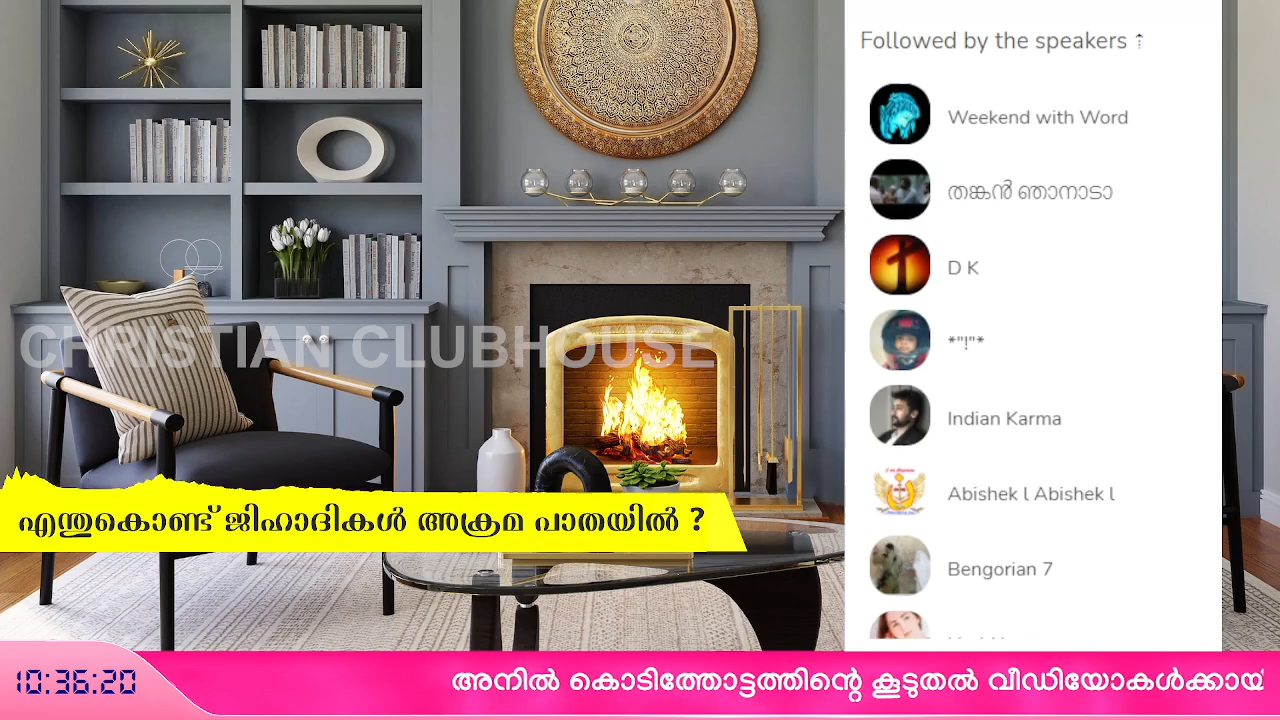 Followed by the speakers
Weekend with Word
തങ്കൻ ഞാനാടാ
D K
*"!"*
Indian Karma
Abishek l Abishek l
Bengorian 7
CHRISTIAN CLUBHOUSE
എന്തുകൊണ്ട് ജിഹാദികൾ അക്രമ പാതയിൽ ?
10:36:20
അനിൽ കൊടിത്തോട്ടത്തിന്റെ കൂടുതൽ വീഡിയോകൾക്കായ